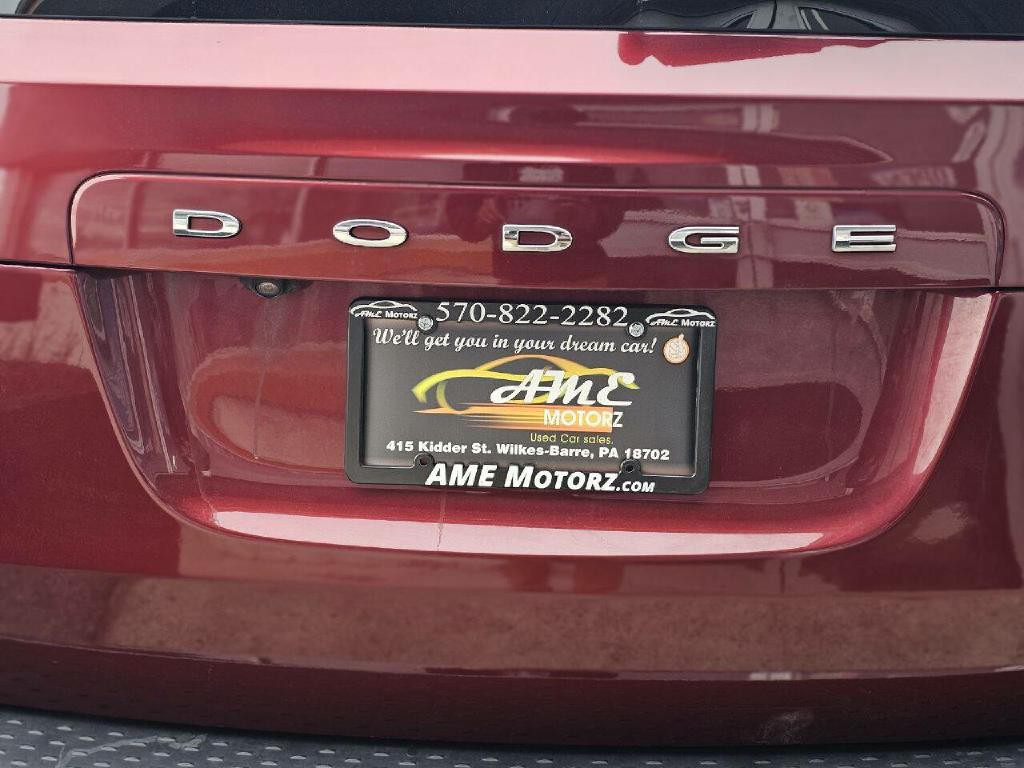 DODGE
AME MOTORZ 570-822-2282 AME MOTORZ
We'll get you in your dream car!
AME
MOTORZ
Used Car sales.
415 Kidder St. Wilkes-Barre, PA 18702
AME MOTORZ.COM